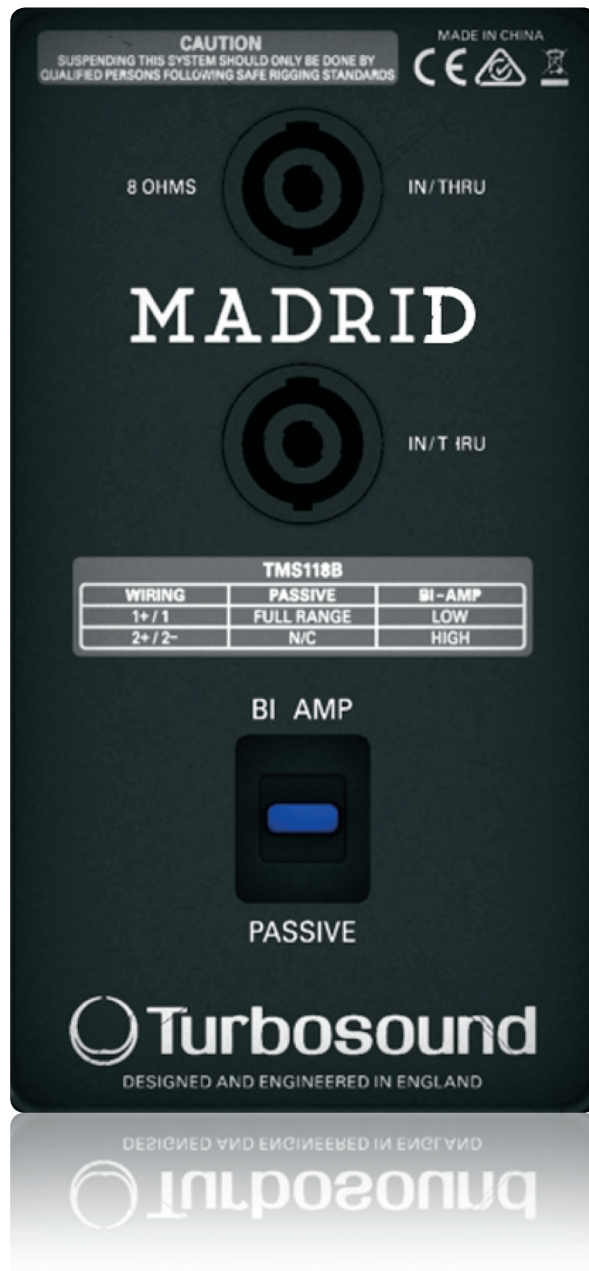 CAUTION
SUSPENDING THIS SYSTEM SHOULD ONLY BE DONE BY
QUALIFIED PERSONS FOLLOWING SAFE RIGGING STANDARDS
MADE IN CHINA
CE
8 OHMS
IN/THRU
MADRID
IN/T IRU
TMS118B
WIRING PASSIVE BI-AMP
1+/1 FULL RANGE LOW
2+/2- N/C HIGH
BI AMP
PASSIVE
Turbosound
DESIGNED AND ENGINEERED IN ENGLAND
DESIGNED AND ENGINEERED IN ENGLAND
Turbosound